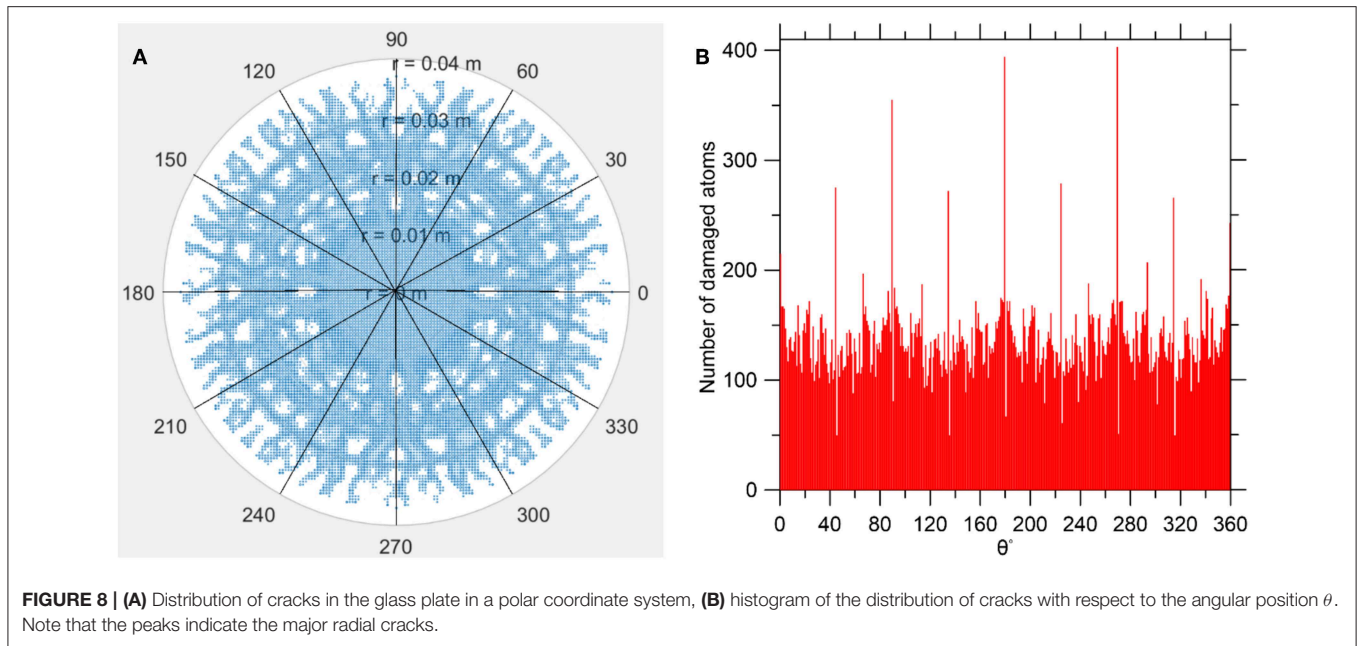 A
90
r = 0.04 m
120
60
r = 0.03 m
150
30
r = 0.02 m
r = 0.01 m
180
r = 0 m
0
210
330
240
300
270
B
400
300
200
100
0
Number of damaged atoms
0 40 80 120 160 200 240 280 320 360
θ°
FIGURE 8 | (A) Distribution of cracks in the glass plate in a polar coordinate system, (B) histogram of the distribution of cracks with respect to the angular position θ.
Note that the peaks indicate the major radial cracks.